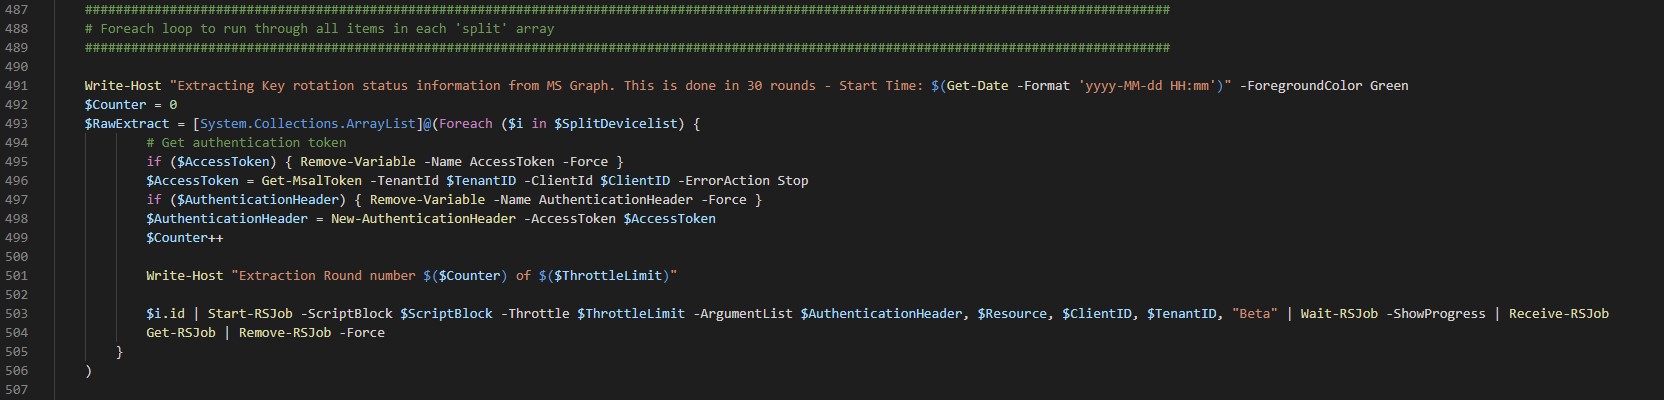 487 #############################################################################################################################################
488 # Foreach loop to run through all items in each 'split' array
489 #############################################################################################################################################
490
491 Write-Host "Extracting Key rotation status information from MS Graph. This is done in 30 rounds - Start Time: $(Get-Date -Format 'yyyy-MM-dd HH:mm')" -ForegroundColor Green
492 $Counter = 0
493 $RawExtract = [System.Collections.ArrayList]@(Foreach ($i in $SplitDevicelist) {
494 # Get authentication token
495 if ($AccessToken) { Remove-Variable -Name AccessToken -Force }
496 $AccessToken = Get-MsalToken -TenantId $TenantID -ClientId $ClientID -ErrorAction Stop
497 if ($AuthenticationHeader) { Remove-Variable -Name AuthenticationHeader -Force }
498 $AuthenticationHeader = New-AuthenticationHeader -AccessToken $AccessToken
499 $Counter++
500
501 Write-Host "Extraction Round number $($Counter) of $($ThrottleLimit)"
502
503 $i.id | Start-RSJob -ScriptBlock $ScriptBlock -Throttle $ThrottleLimit -ArgumentList $AuthenticationHeader, $Resource, $ClientID, $TenantID, "Beta" | Wait-RSJob -ShowProgress | Receive-RSJob
504 Get-RSJob | Remove-RSJob -Force
505 }
506 )
507